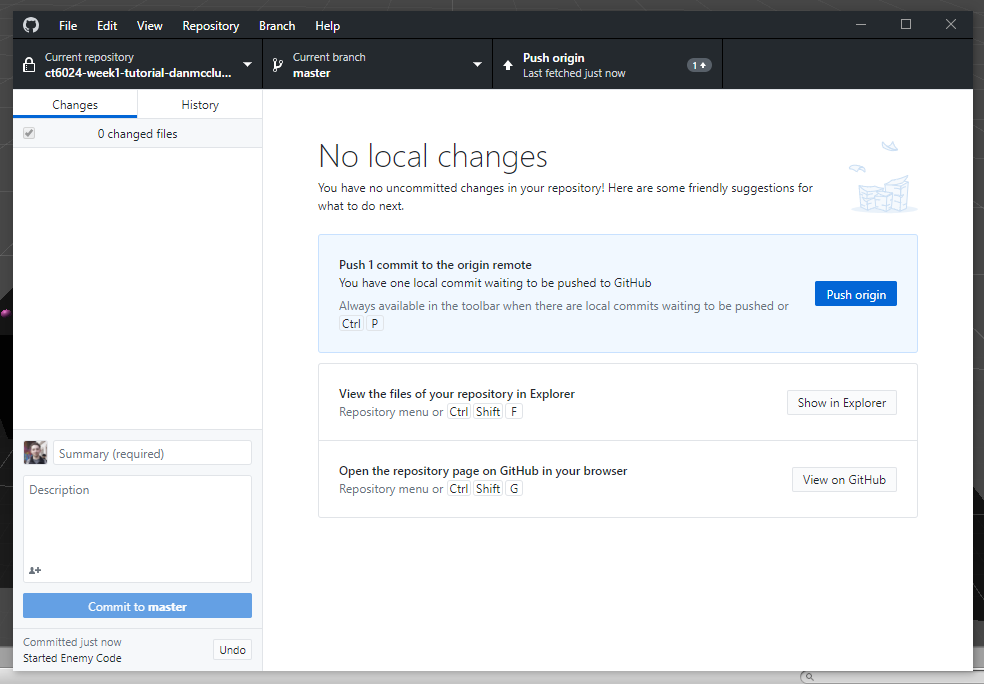 File Edit View Repository Branch Help
Current repository
ct6024-week1-tutorial-danmcclu...
Current branch
master
Push origin
Last fetched just now
1
Changes History
0 changed files
No local changes
You have no uncommitted changes in your repository! Here are some friendly suggestions for
what to do next.
Push 1 commit to the origin remote
You have one local commit waiting to be pushed to GitHub
Always available in the toolbar when there are local commits waiting to be pushed or
Ctrl P
Push origin
View the files of your repository in Explorer
Repository menu or Ctrl Shift F
Show in Explorer
Open the repository page on GitHub in your browser
Repository menu or Ctrl Shift G
View on GitHub
Summary (required)
Description
Commit to master
Committed just now
Started Enemy Code
Undo